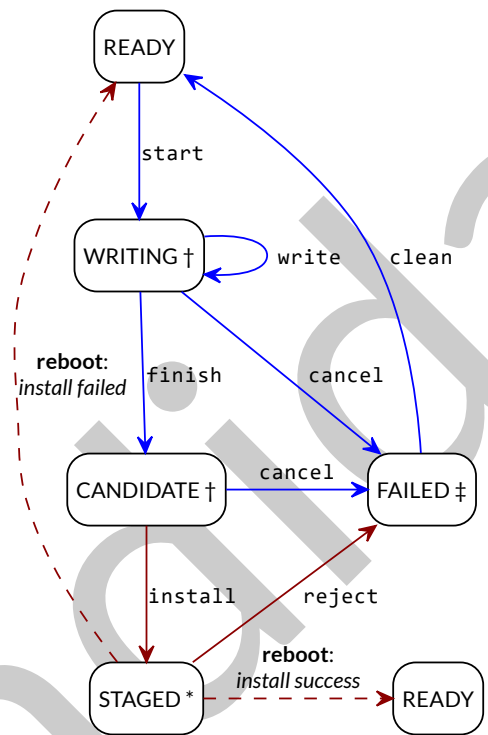 READY
start
WRITING †
write
clean
reboot:
install failed
finish
cancel
cancel
CANDIDATE †
FAILED ‡
install
reject
reboot:
install success
STAGED *
READY